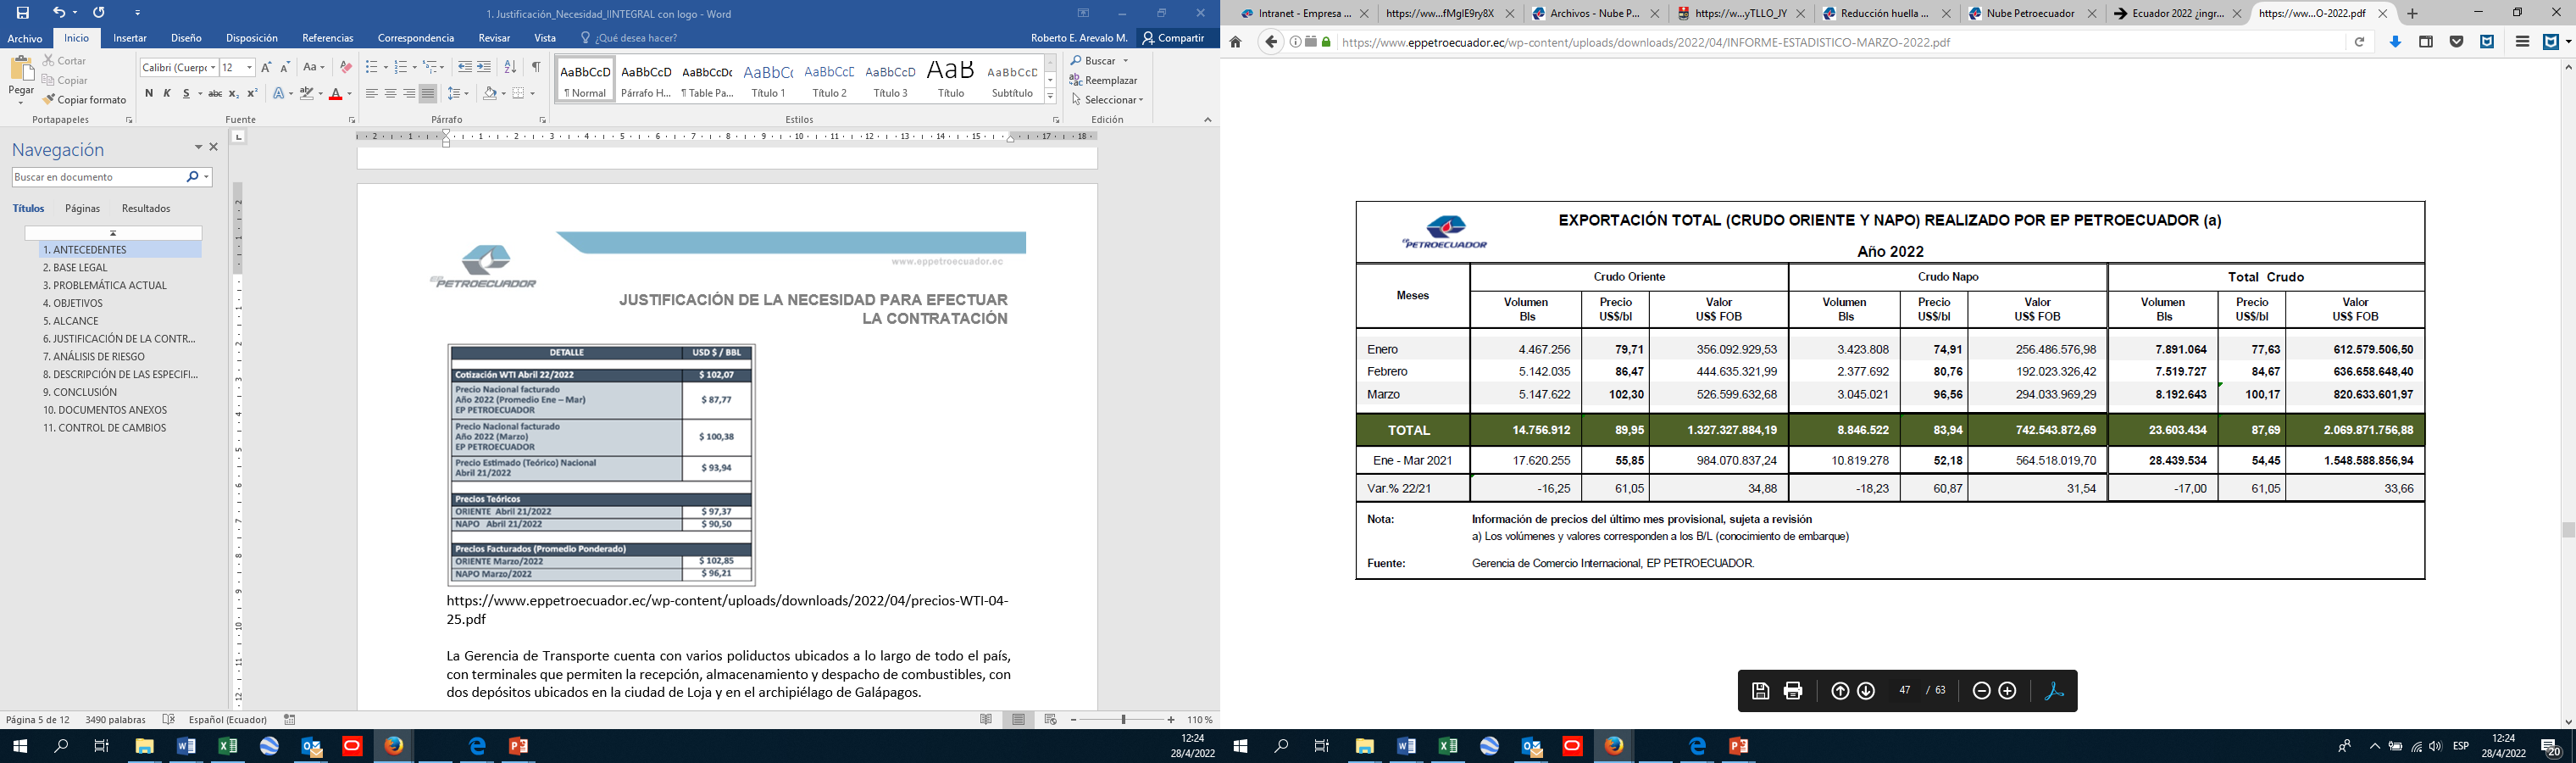 1. Justificación_Necesidad_IINTEGRAL con logo - Word
Archivo Inicio Insertar Diseño Disposición Referencias Correspondencia Revisar Vista ¿Qué desea hacer? Roberto E. Arevalo M. Compartir
Pegar
Cortar
Copiar
Copiar formato
Portapapeles
Calibri (Cuerpo 12
Fuente
Párrafo
AaBbCcD AaBbCcD AaBbCcDc AaBbCc AaBbCcC AaBbCcD AaB AaBbCcD
¶ Normal Párrafo H... ¶ Table Pa... Título 1 Título 2 Título 3 Título Subtítulo
Estilos
Buscar
Reemplazar
Seleccionar
Edición
Navegación
Buscar en documento
Títulos Páginas Resultados
1. ANTECEDENTES
2. BASE LEGAL
3. PROBLEMÁTICA ACTUAL
4. OBJETIVOS
5. ALCANCE
6. JUSTIFICACIÓN DE LA CONTR...
7. ANÁLISIS DE RIESGO
8. DESCRIPCIÓN DE LAS ESPECIFI...
9. CONCLUSIÓN
10. DOCUMENTOS ANEXOS
11. CONTROL DE CAMBIOS
EP PETROECUADOR
www.eppetroecuador.ec
JUSTIFICACIÓN DE LA NECESIDAD PARA EFECTUAR
LA CONTRATACIÓN
DETALLE USD $ / BBL
Cotización WTI Abril 22/2022 $ 102,07
Precio Nacional facturado
Año 2022 (Promedio Ene – Mar) $ 87,77
EP PETROECUADOR
Precio Nacional facturado
Año 2022 (Marzo) $ 100,38
EP PETROECUADOR
Precio Estimado (Teórico) Nacional
Abril 21/2022 $ 93,94
Precios Teóricos
ORIENTE Abril 21/2022 $ 97,37
NAPO Abril 21/2022 $ 90,50
Precios Facturados (Promedio Ponderado)
ORIENTE Marzo/2022 $ 102,85
NAPO Marzo/2022 $ 96,21
https://www.eppetroecuador.ec/wp-content/uploads/downloads/2022/04/precios-WTI-04-
25.pdf
La Gerencia de Transporte cuenta con varios poliductos ubicados a lo largo de todo el país,
con terminales que permiten la recepción, almacenamiento y despacho de combustibles, con
dos depósitos ubicados en la ciudad de Loja y en el archipiélago de Galápagos.
Página 5 de 12 3490 palabras Español (Ecuador) 110 %
12:24
28/4/2022
Intranet - Empresa ... https://ww...fMgIE9ry8X Archivos - Nube P... https://w...yTLLO_JY Reducción huella ... Nube Petroecuador Ecuador 2022 ¿ingr... https://ww...O-2022.pdf
https://www.eppetroecuador.ec/wp-content/uploads/downloads/2022/04/INFORME-ESTADISTICO-MARZO-2022.pdf
EP PETROECUADOR
EXPORTACIÓN TOTAL (CRUDO ORIENTE Y NAPO) REALIZADO POR EP PETROECUADOR (a)
Año 2022
Meses Crudo Oriente Crudo Napo Total Crudo
Volumen Precio Valor Volumen Precio Valor Volumen Precio Valor
Bls US$/bl US$ FOB Bls US$/bl US$ FOB Bls US$/bl US$ FOB
Enero 4.467.256 79,71 356.092.929,53 3.423.808 74,91 256.486.576,98 7.891.064 77,63 612.579.506,50
Febrero 5.142.035 86,47 444.635.321,99 2.377.692 80,76 192.023.326,42 7.519.727 84,67 636.658.648,40
Marzo 5.147.622 102,30 526.599.632,68 3.045.021 96,56 294.033.969,29 8.192.643 100,17 820.633.601,97
TOTAL 14.756.912 89,95 1.327.327.884,19 8.846.522 83,94 742.543.872,69 23.603.434 87,69 2.069.871.756,88
Ene - Mar 2021 17.620.255 55,85 984.070.837,24 10.819.278 52,18 564.518.019,70 28.439.534 54,45 1.548.588.856,94
Var.% 22/21 -16,25 61,05 34,88 -18,23 60,87 31,54 -17,00 61,05 33,66
Nota: Información de precios del último mes provisional, sujeta a revisión
a) Los volúmenes y valores corresponden a los B/L (conocimiento de embarque)
Fuente: Gerencia de Comercio Internacional, EP PETROECUADOR.
47 / 63
ESP
12:24
28/4/2022
20